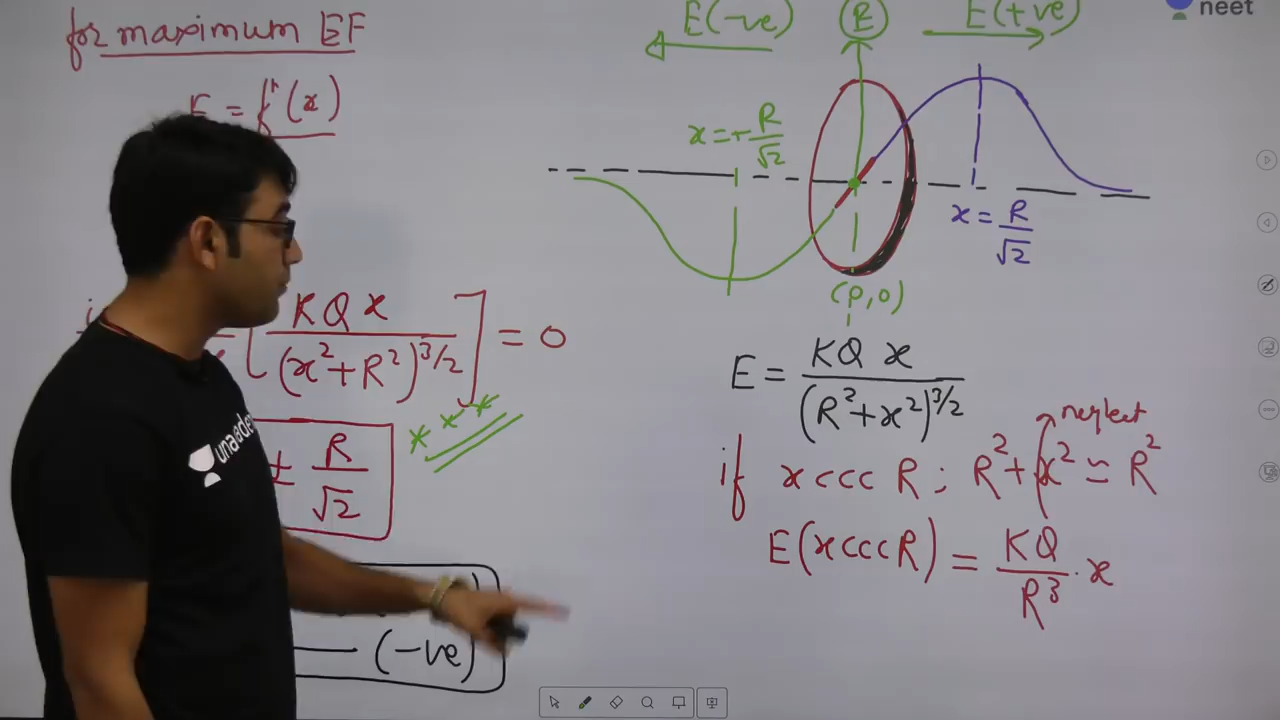 for maximum EF
E = f^n(x)
[KQx / (x²+R²)^3/2] = 0
± R/√2
***
(-ve)
E(-ve)
E
E(+ve)
x = - R/√2
x = R/√2
(0,0)
E = KQx / (R²+x²)^3/2
neglect
if x<<<R; R²+x² ≃ R²
E(x<<<R) = KQ/R³ · x
neet
una